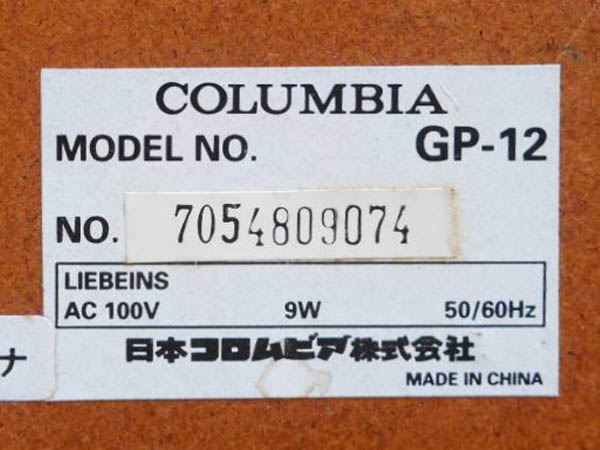 COLUMBIA
MODEL NO. GP-12
NO. 7054809074
LIEBEINS
AC 100V 9W 50/60Hz
日本コロムビア株式会社
MADE IN CHINA
ナ